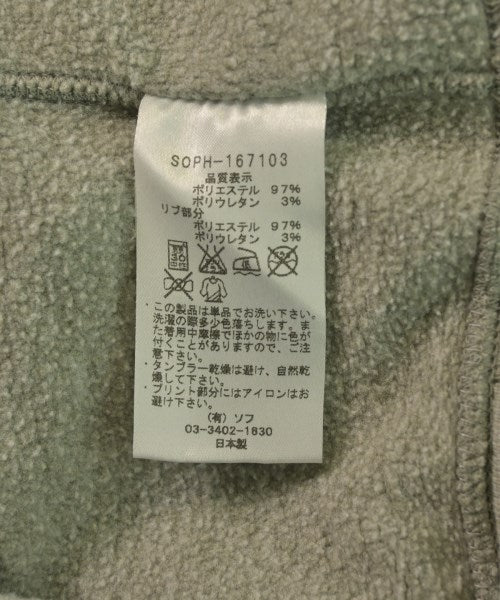 SOPH-167103
品質表示
ポリエステル 97%
ポリウレタン 3%
リブ部分
ポリエステル 97%
ポリウレタン 3%
・この製品は単品でお洗い下さい。
洗濯の際多少色落ちします。ま
た着用中摩擦でほかの物に色が
付くことがありますので、ご注
意下さい。
・タンブラー乾燥は避け、自然乾
燥して下さい。
・プリント部分にはアイロンはお
避け下さい。
(有) ソフ
03-3402-1830
日本製